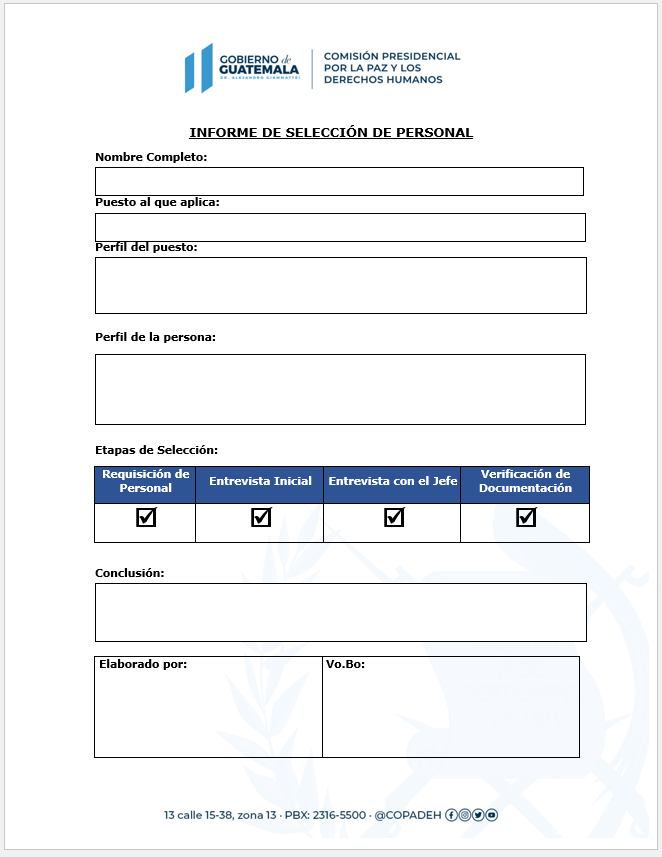 GOBIERNO de
GUATEMALA
DR. ALEJANDRO GIAMMATTEI
COMISIÓN PRESIDENCIAL
POR LA PAZ Y LOS
DERECHOS HUMANOS
INFORME DE SELECCIÓN DE PERSONAL
Nombre Completo:
Puesto al que aplica:
Perfil del puesto:
Perfil de la persona:
Etapas de Selección:
Requisición de
Personal
Entrevista Inicial
Entrevista con el Jefe
Verificación de
Documentación
Conclusión:
Elaborado por:
Vo.Bo:
13 calle 15-38, zona 13 · PBX: 2316-5500 · @COPADEH